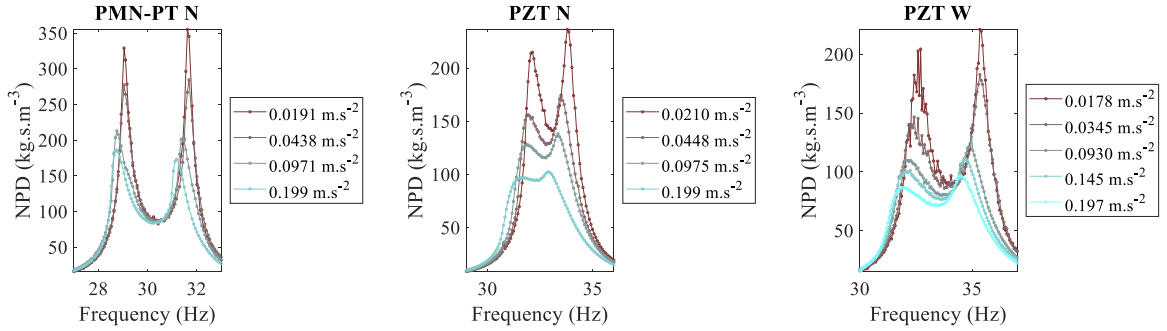 PMN-PT N
NPD (kg.s.m⁻³)
350
300
250
200
150
100
50
28
30
32
Frequency (Hz)
0.0191 m.s⁻²
0.0438 m.s⁻²
0.0971 m.s⁻²
0.199 m.s⁻²
PZT N
NPD (kg.s.m⁻³)
200
150
100
50
30
35
Frequency (Hz)
0.0210 m.s⁻²
0.0448 m.s⁻²
0.0975 m.s⁻²
0.199 m.s⁻²
PZT W
NPD (kg.s.m⁻³)
200
150
100
50
30
35
Frequency (Hz)
0.0178 m.s⁻²
0.0345 m.s⁻²
0.0930 m.s⁻²
0.145 m.s⁻²
0.197 m.s⁻²